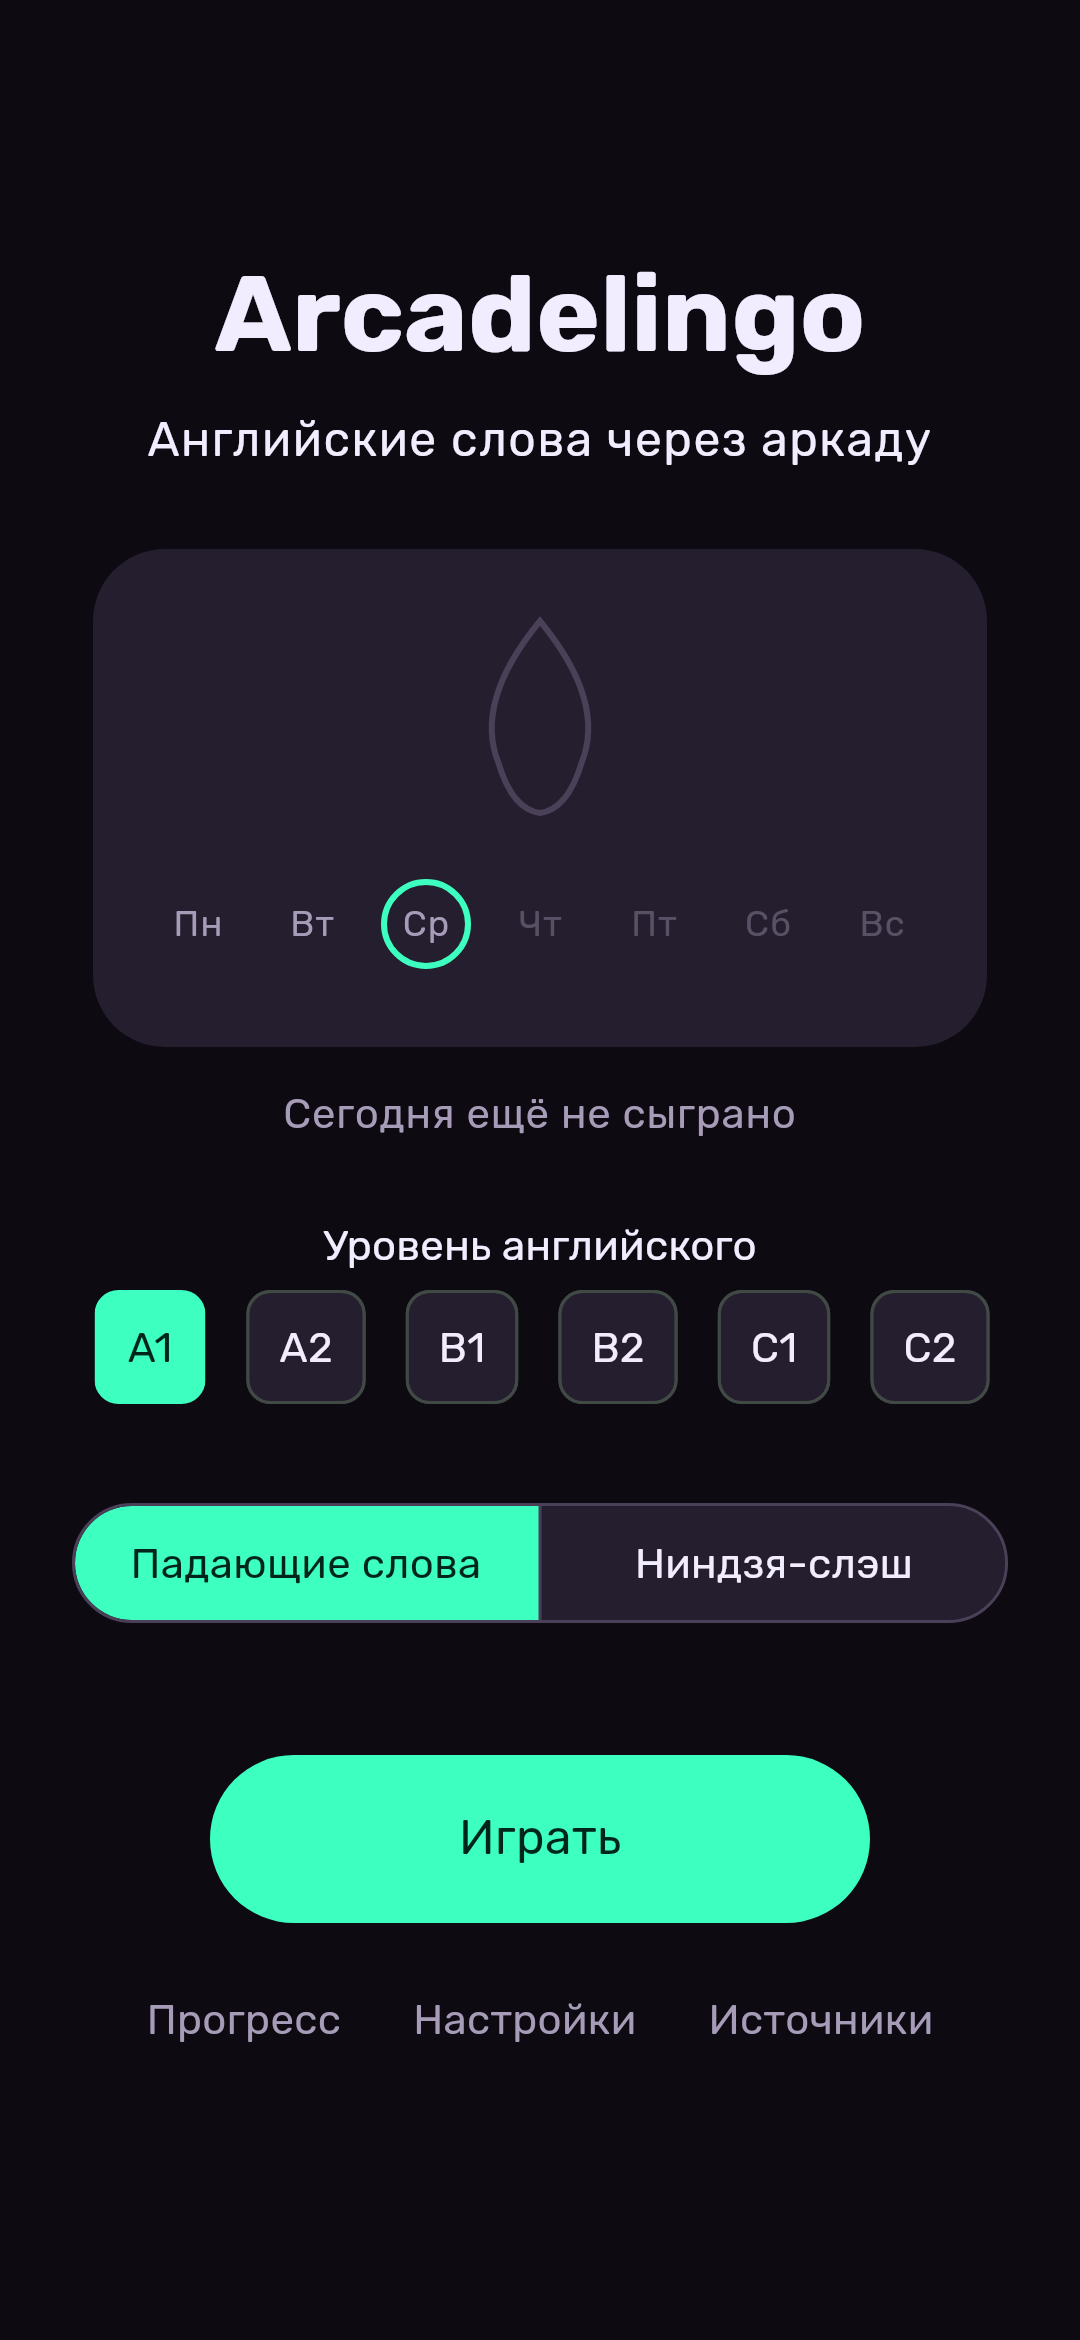 Arcadelingo
Английские слова через аркаду
Пн Вт Ср Чт Пт Сб Вс
Сегодня ещё не сыграно
Уровень английского
A1 A2 B1 B2 C1 C2
Падающие слова Ниндзя-слэш
Играть
Прогресс Настройки Источники